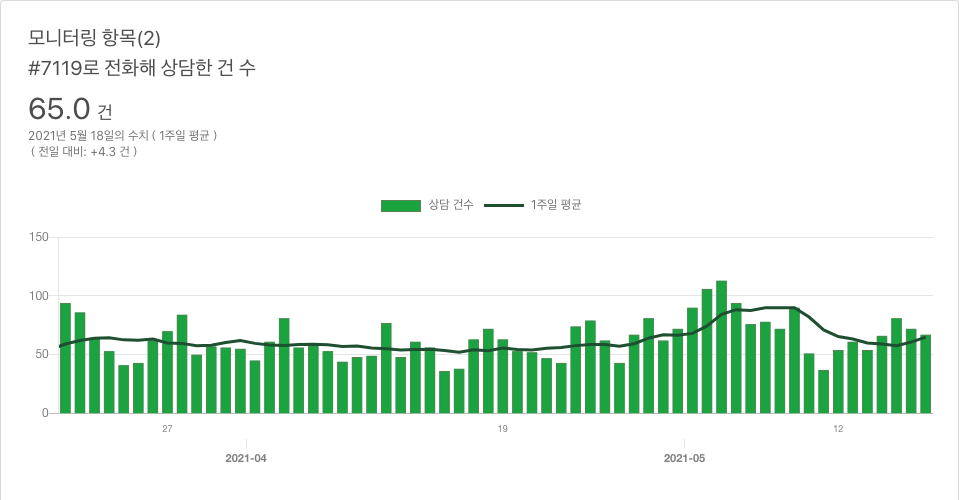 모니터링 항목(2)
#7119로 전화해 상담한 건 수
65.0 건
2021년 5월 18일의 수치 ( 1주일 평균 )
( 전일 대비: +4.3 건 )
상담 건수 1주일 평균
150
100
50
0
27 19 12
2021-04 2021-05